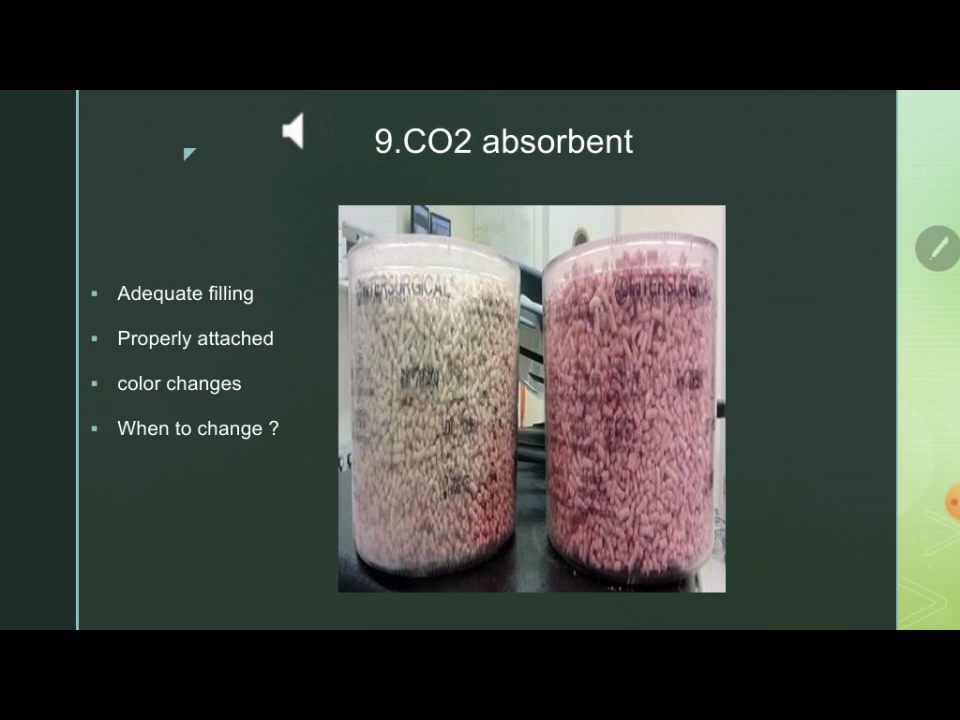 9.CO2 absorbent
▪ Adequate filling
▪ Properly attached
▪ color changes
▪ When to change ?
INTERSURGICAL
INTERSURGICAL